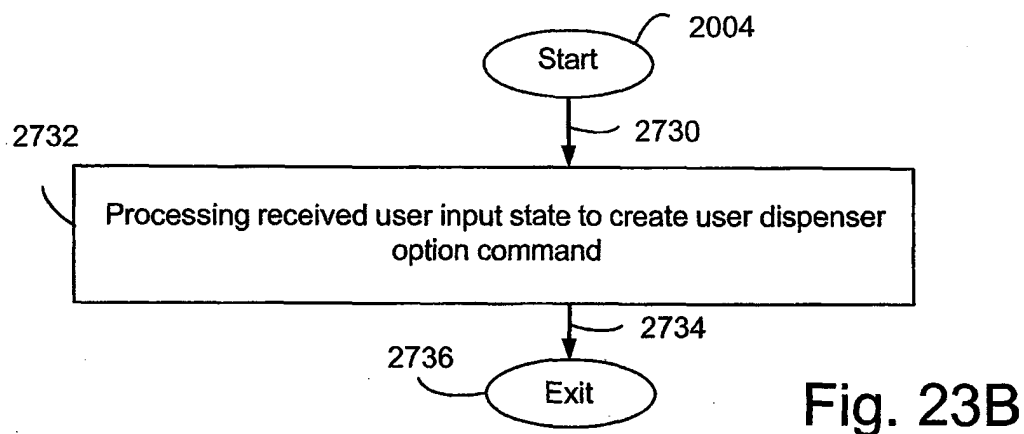 2004
Start
2730
2732
Processing received user input state to create user dispenser
option command
2734
2736
Exit
Fig. 23B